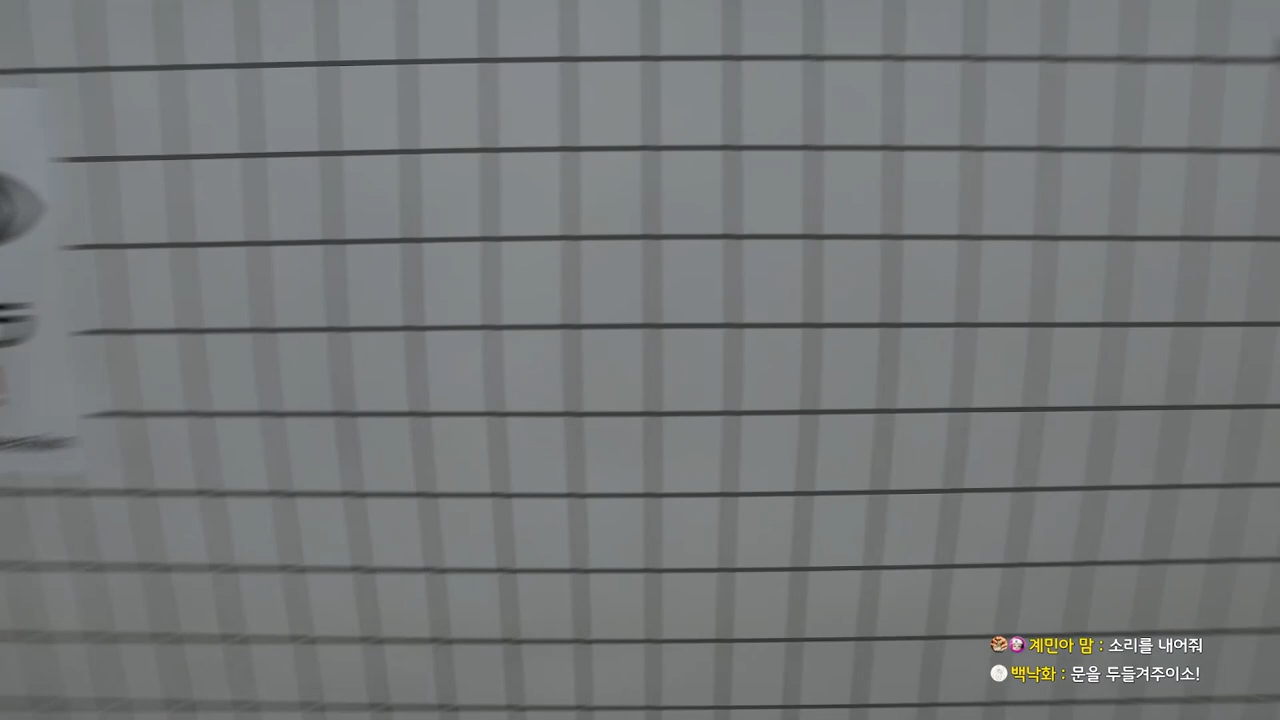 계민아 맘 : 소리를 내어줘
백낙화 : 문을 두들겨주이소!